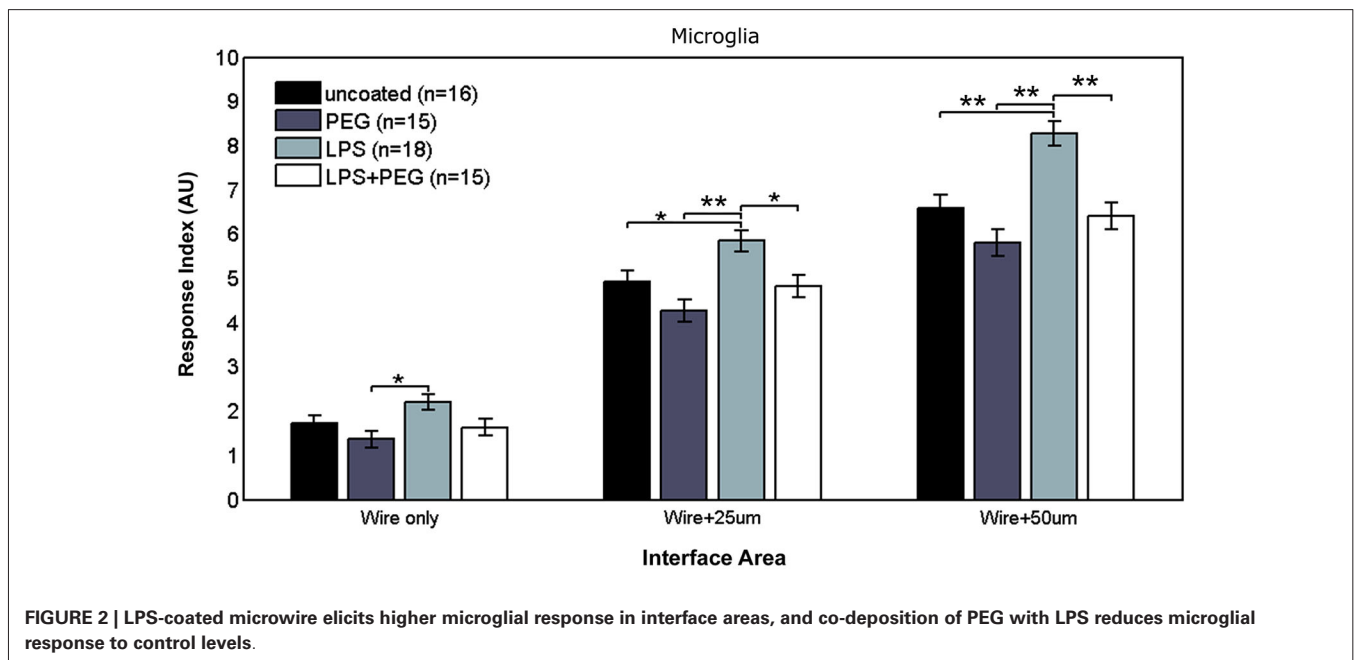 Microglia
10
9
8
7
6
5
4
3
2
1
0
Response Index (AU)
uncoated (n=16)
PEG (n=15)
LPS (n=18)
LPS+PEG (n=15)
*
*
**
*
**
**
**
Wire only
Wire+25um
Wire+50um
Interface Area
FIGURE 2 | LPS-coated microwire elicits higher microglial response in interface areas, and co-deposition of PEG with LPS reduces microglial
response to control levels.